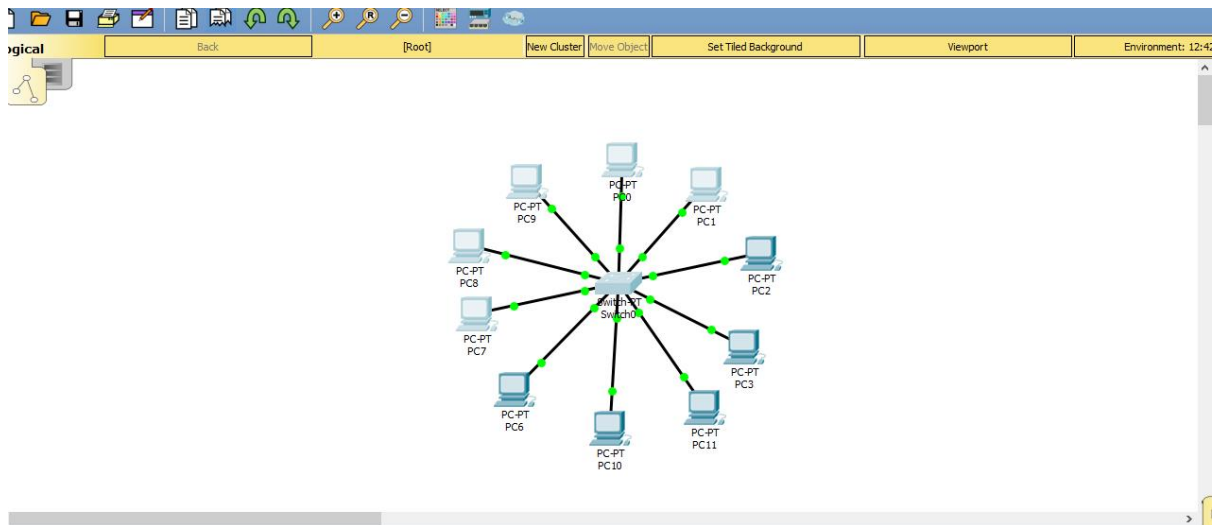 ogical
Back
[Root]
New Cluster
Move Object
Set Tiled Background
Viewport
Environment: 12:42
PC-PT
PC0
PC-PT
PC9
PC-PT
PC1
PC-PT
PC8
PC-PT
PC2
Switch-PT
Switch0
PC-PT
PC7
PC-PT
PC3
PC-PT
PC6
PC-PT
PC11
PC-PT
PC10